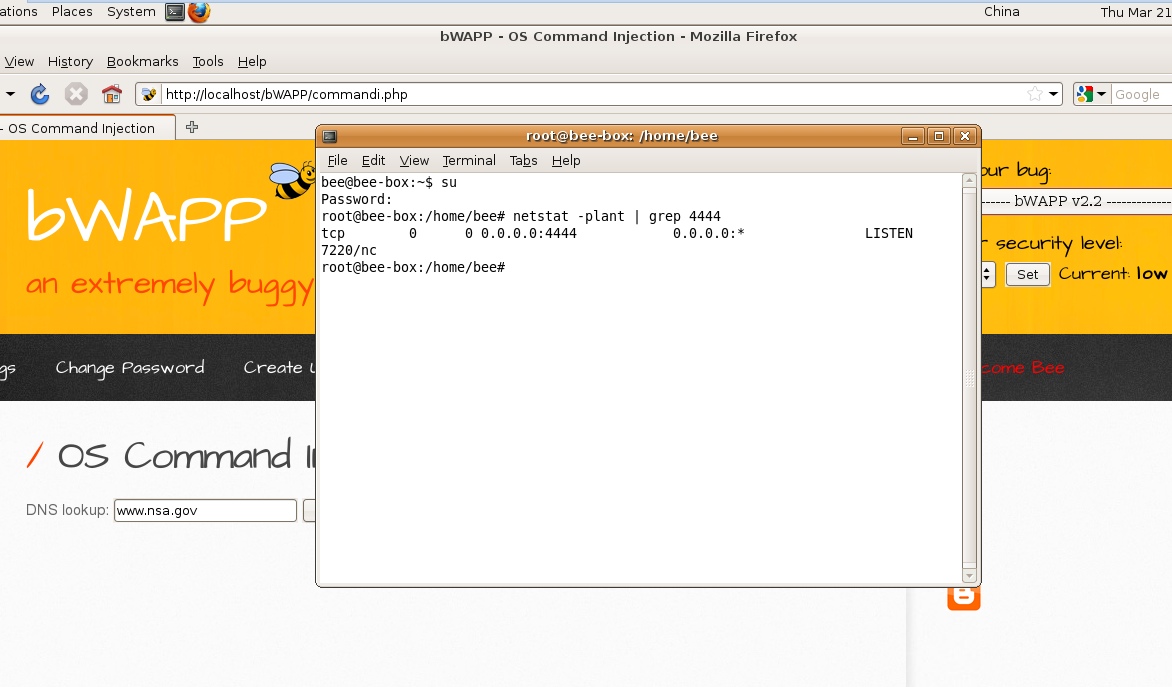 ations Places System China Thu Mar 21
bWAPP - OS Command Injection - Mozilla Firefox
View History Bookmarks Tools Help
http://localhost/bWAPP/commandi.php Google
- OS Command Injection
root@bee-box: /home/bee
File Edit View Terminal Tabs Help
bee@bee-box:~$ su
Password:
root@bee-box:/home/bee# netstat -plant | grep 4444
tcp 0 0 0.0.0.0:4444 0.0.0.0:* LISTEN
7220/nc
root@bee-box:/home/bee#
bWAPP
an extremely buggy
our bug:
------ bWAPP v2.2 -------------
r security level:
Set Current: low
gs Change Password Create U
come Bee
/ OS Command I
DNS lookup: www.nsa.gov